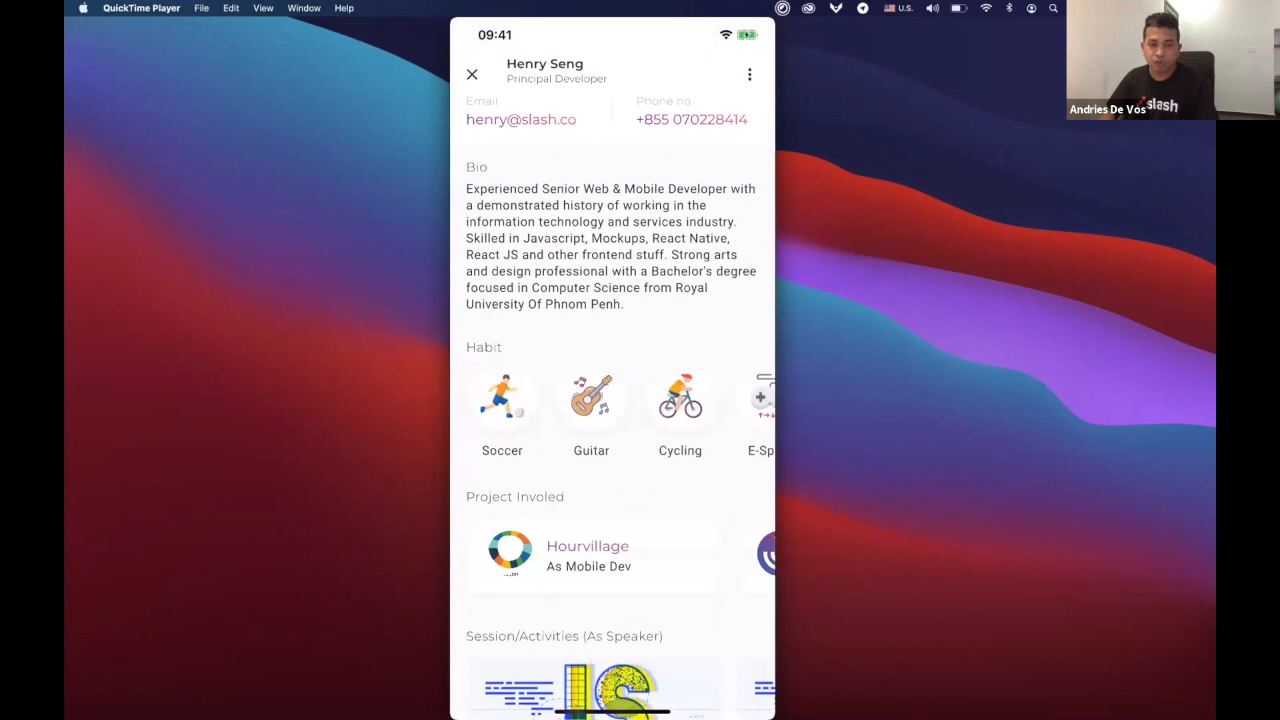 QuickTime Player File Edit View Window Help
U.S.
09:41
Henry Seng
Principal Developer
Email
Phone no.
henry@slash.co
+855 070228414
Bio
Experienced Senior Web & Mobile Developer with
a demonstrated history of working in the
information technology and services industry.
Skilled in Javascript, Mockups, React Native,
React JS and other frontend stuff. Strong arts
and design professional with a Bachelor's degree
focused in Computer Science from Royal
University Of Phnom Penh.
Habit
Soccer
Guitar
Cycling
E-Sp
Project Involed
Hourvillage
As Mobile Dev
Session/Activities (As Speaker)
slash
Andries De Vos